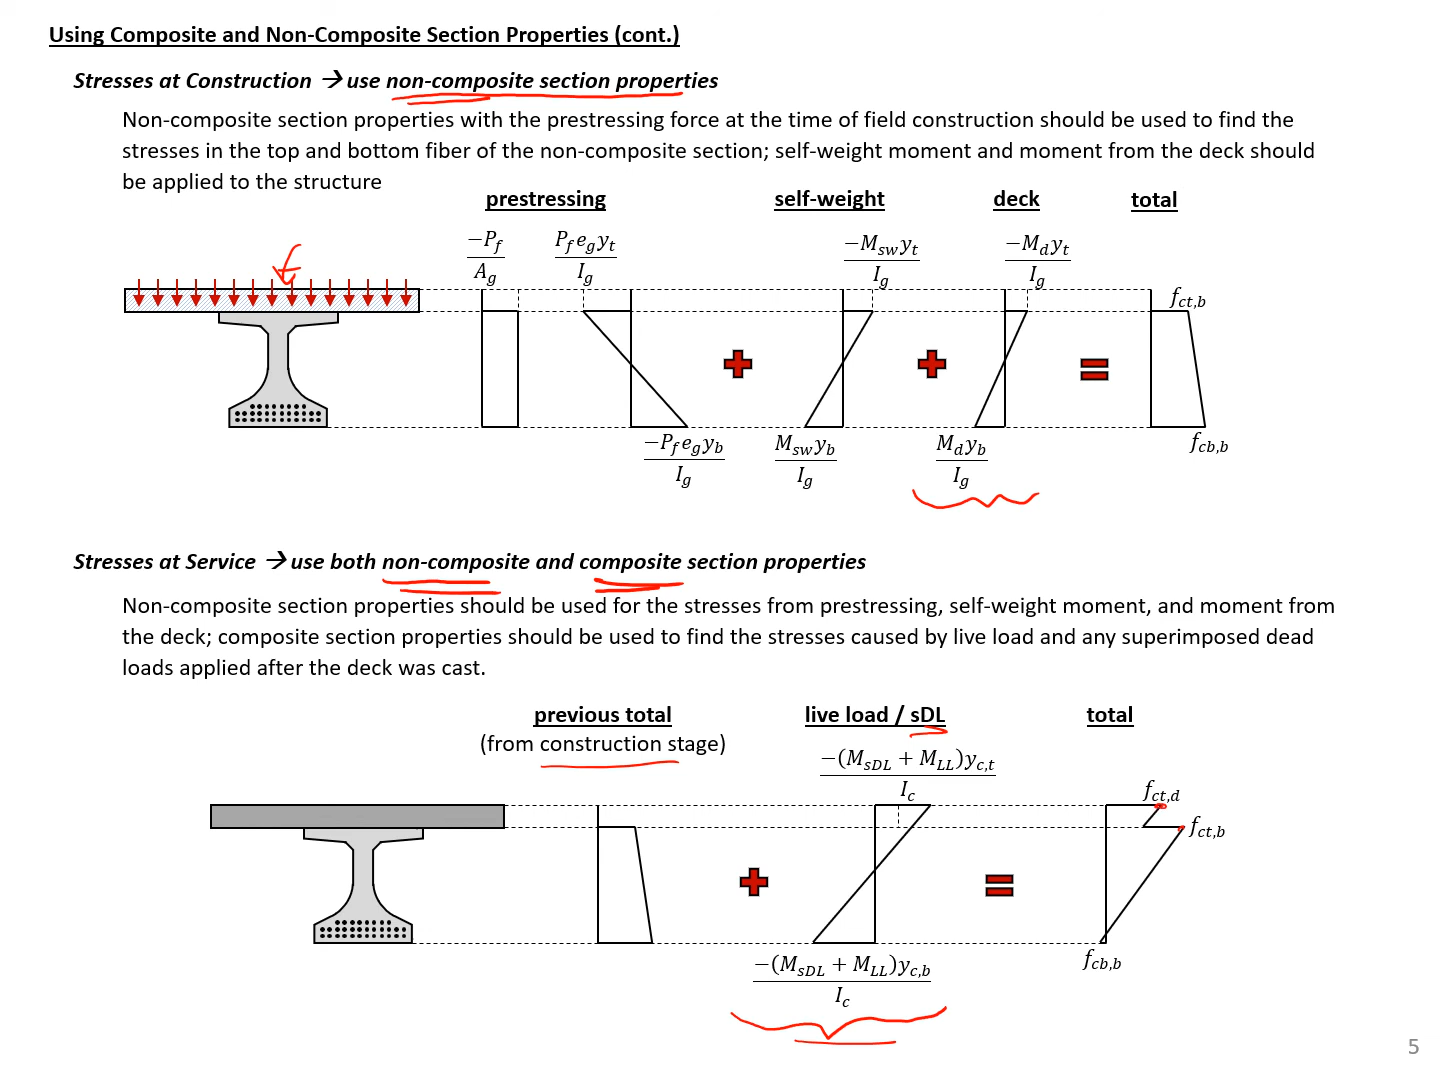 Using Composite and Non-Composite Section Properties (cont.)
Stresses at Construction → use non-composite section properties
Non-composite section properties with the prestressing force at the time of field construction should be used to find the
stresses in the top and bottom fiber of the non-composite section; self-weight moment and moment from the deck should
be applied to the structure
prestressing self-weight deck total
−P_f/A_g P_f e_g y_t/I_g −M_sw y_t/I_g −M_d y_t/I_g
f_ct,b
f_cb,b
−P_f e_g y_b/I_g M_sw y_b/I_g M_d y_b/I_g
Stresses at Service → use both non-composite and composite section properties
Non-composite section properties should be used for the stresses from prestressing, self-weight moment, and moment from
the deck; composite section properties should be used to find the stresses caused by live load and any superimposed dead
loads applied after the deck was cast.
previous total live load / sDL total
(from construction stage)
−(M_sDL + M_LL)y_c,t/I_c
f_ct,d
f_ct,b
f_cb,b
−(M_sDL + M_LL)y_c,b/I_c
5